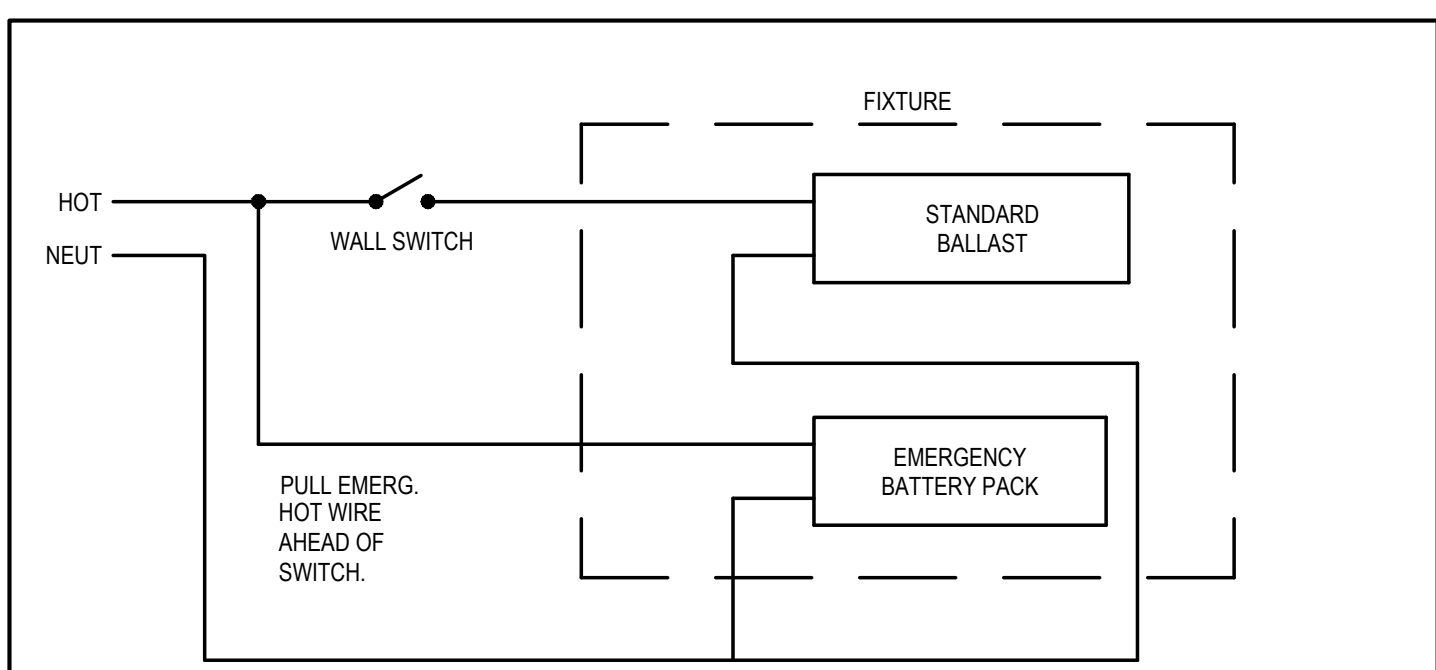 FIXTURE
HOT
NEUT
WALL SWITCH
STANDARD
BALLAST
EMERGENCY
BATTERY PACK
PULL EMERG.
HOT WIRE
AHEAD OF
SWITCH.